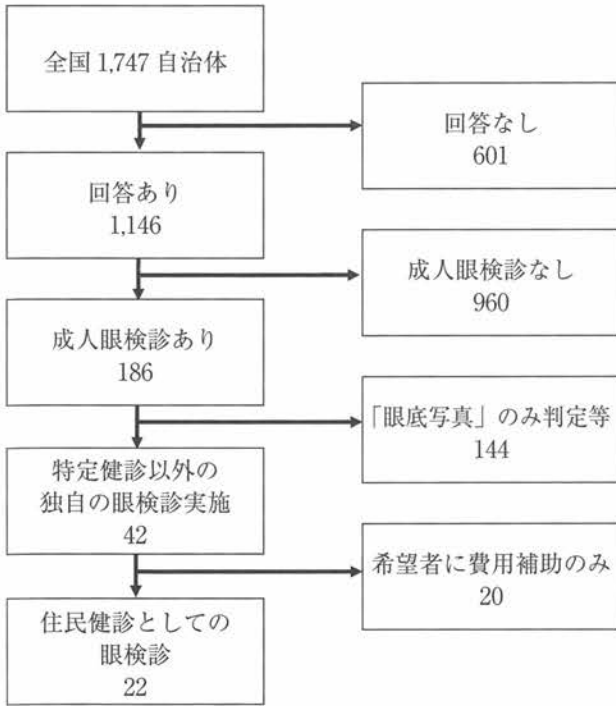 全国 1,747 自治体
回答なし
601
回答あり
1,146
成人眼検診なし
960
成人眼検診あり
186
「眼底写真」のみ判定等
144
特定健診以外の
独自の眼検診実施
42
希望者に費用補助のみ
20
住民健診としての
眼検診
22